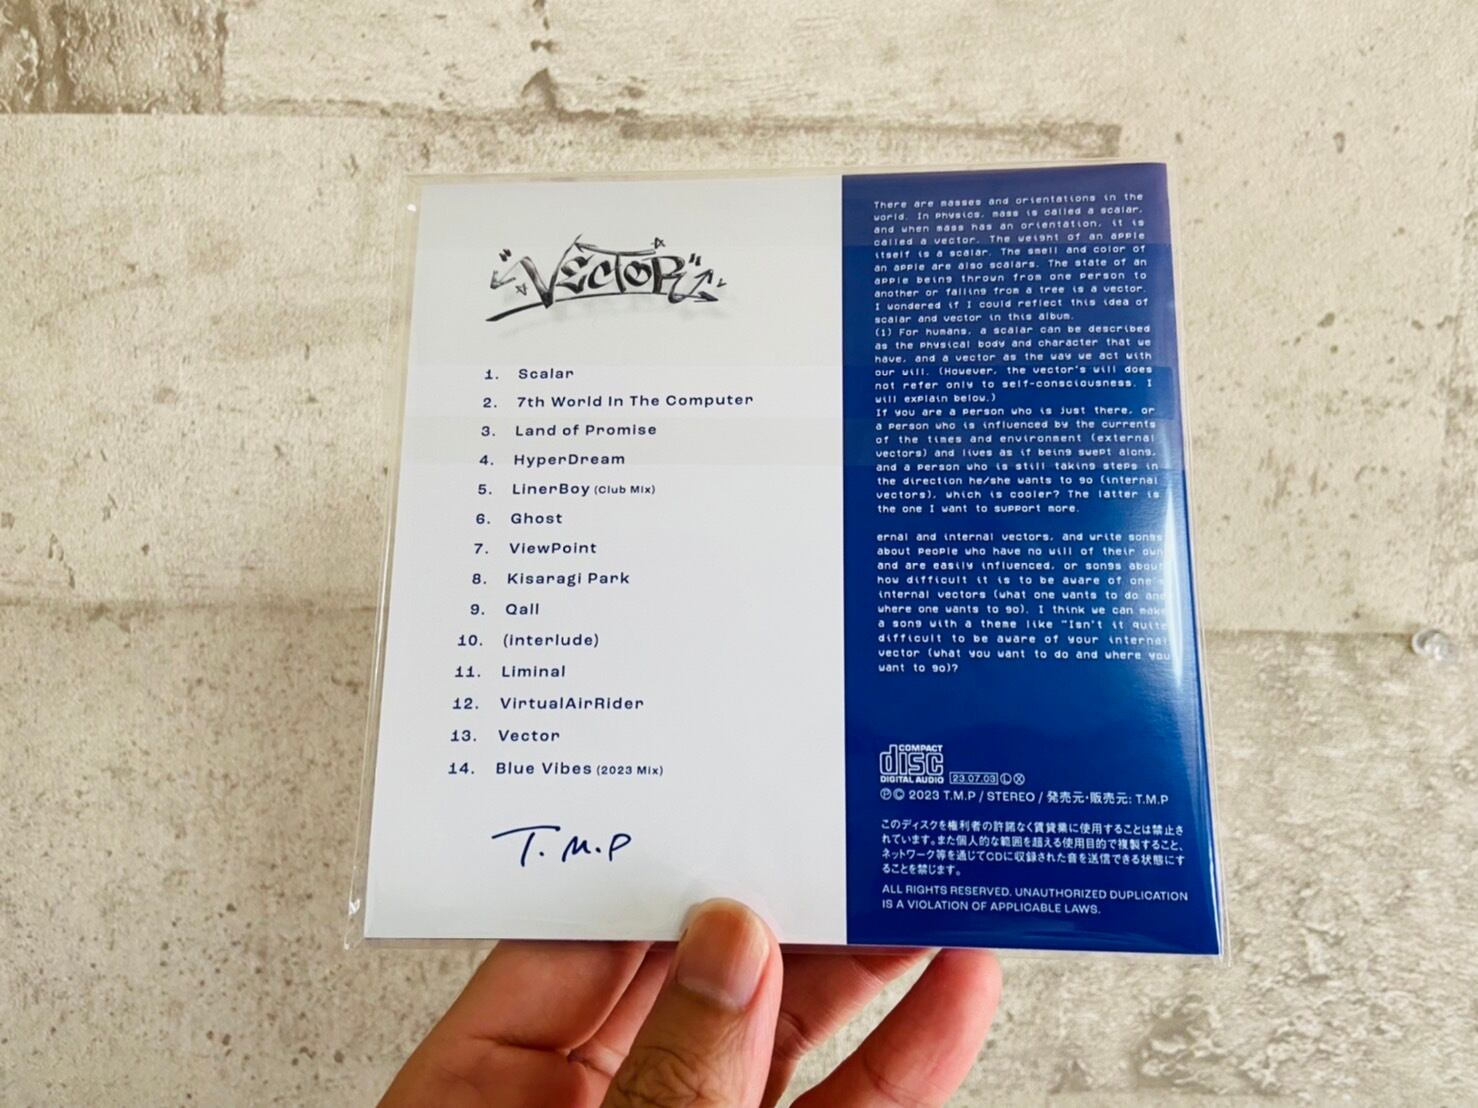 "VECTOR"
1. Scalar
2. 7th World In The Computer
3. Land of Promise
4. HyperDream
5. LinerBoy (Club Mix)
6. Ghost
7. ViewPoint
8. Kisaragi Park
9. Qall
10. (interlude)
11. Liminal
12. VirtualAirRider
13. Vector
14. Blue Vibes (2023 Mix)
T.M.P
There are masses and orientations in the
world. In physics, mass is called a scalar,
and when mass has an orientation, it is
called a vector. The weight of an apple
itself is a scalar. The smell and color of
an apple are also scalars. The state of an
apple being thrown from one person to
another or falling from a tree is a vector.
I wondered if I could reflect this idea of
scalar and vector in this album.
(1) For humans, a scalar can be described
as the physical body and character that we
have, and a vector as the way we act with
our will. (However, the vector's will does
not refer only to self-consciousness. I
will explain below.)
If you are a person who is just there, or
a person who is influenced by the currents
of the times and environment (external
vectors) and lives as if being swept along,
and a person who is still taking steps in
the direction he/she wants to go (internal
vectors), which is cooler? The latter is
the one I want to support more.
ernal and internal vectors, and write songs
about people who have no will of their own
and are easily influenced, or songs about
how difficult it is to be aware of one's
internal vectors (what one wants to do and
where one wants to go). I think we can make
a song with a theme like "Isn't it quite
difficult to be aware of your internal
vector (what you want to do and where you
want to go)?
COMPACT
disc
DIGITAL AUDIO 23.07.03 Ⓛ Ⓧ
℗© 2023 T.M.P / STEREO / 発売元・販売元: T.M.P
このディスクを権利者の許諾なく賃貸業に使用することは禁止さ
れています。また個人的な範囲を超える使用目的で複製すること、
ネットワーク等を通じてCDに収録された音を送信できる状態にす
ることを禁じます。
ALL RIGHTS RESERVED. UNAUTHORIZED DUPLICATION
IS A VIOLATION OF APPLICABLE LAWS.